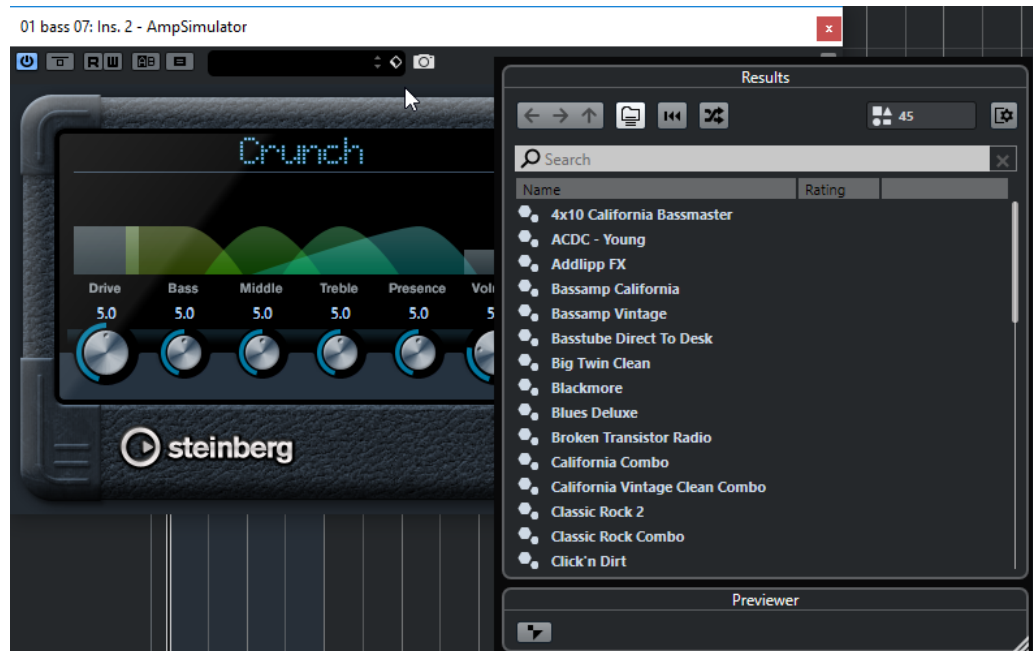 01 bass 07: Ins. 2 - AmpSimulator
x
R W AB
Results
45
Search
Name Rating
Crunch
Drive Bass Middle Treble Presence
5.0 5.0 5.0 5.0 5.0 5
steinberg
4x10 California Bassmaster
ACDC - Young
Addlipp FX
Bassamp California
Bassamp Vintage
Basstube Direct To Desk
Big Twin Clean
Blackmore
Blues Deluxe
Broken Transistor Radio
California Combo
California Vintage Clean Combo
Classic Rock 2
Classic Rock Combo
Click'n Dirt
Previewer